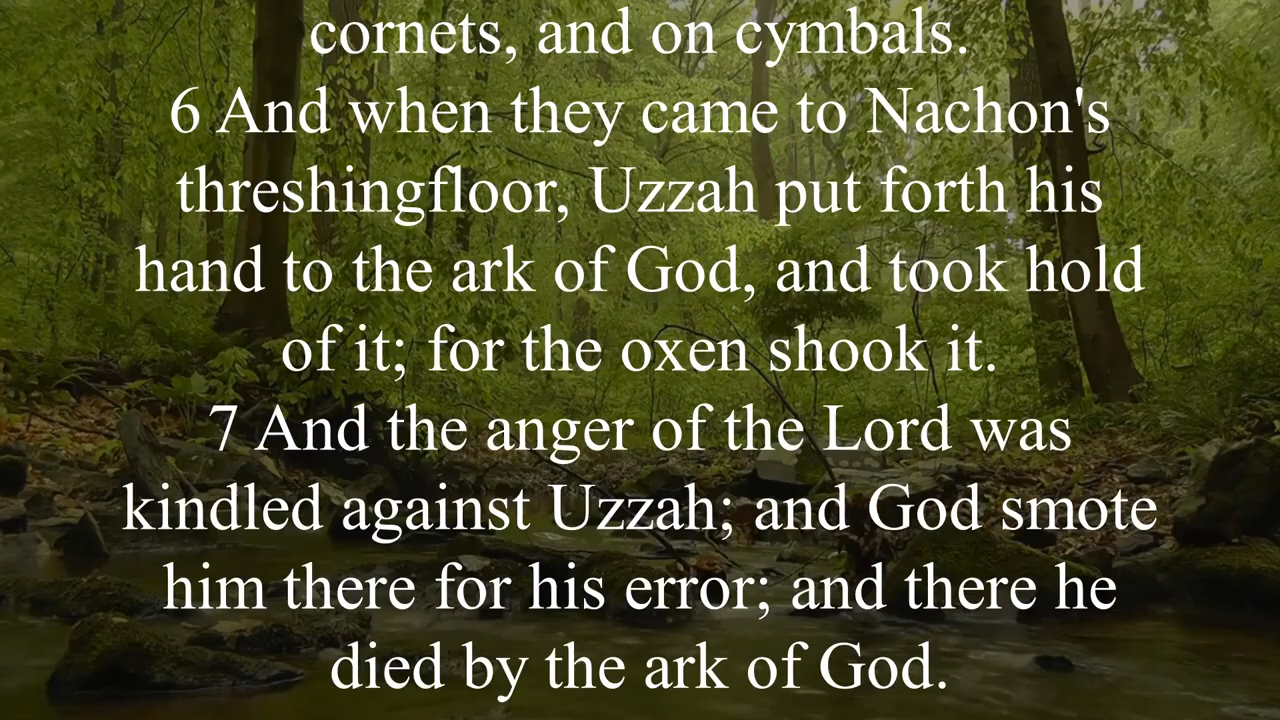 cornets, and on cymbals.
6 And when they came to Nachon's
threshingfloor, Uzzah put forth his
hand to the ark of God, and took hold
of it; for the oxen shook it.
7 And the anger of the Lord was
kindled against Uzzah; and God smote
him there for his error; and there he
died by the ark of God.